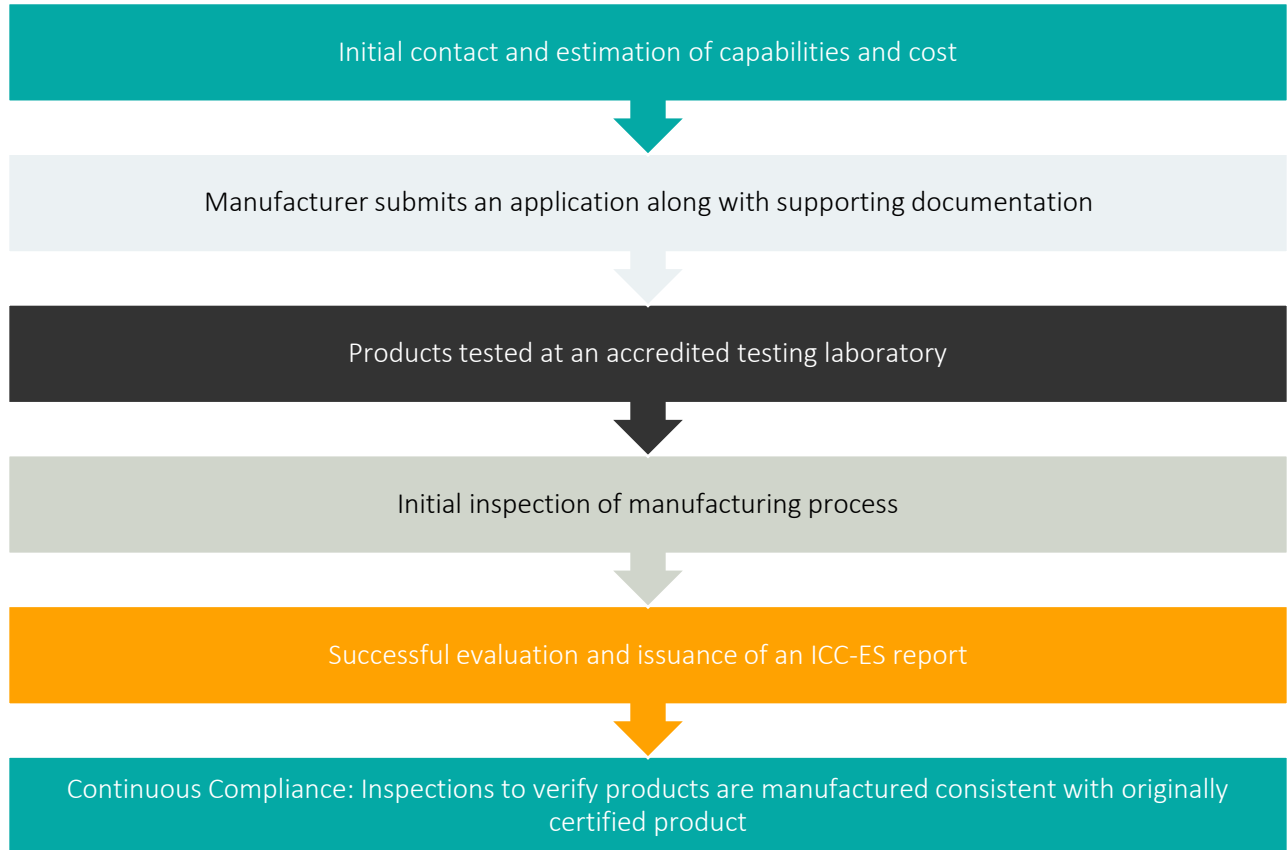 Initial contact and estimation of capabilities and cost
Manufacturer submits an application along with supporting documentation
Products tested at an accredited testing laboratory
Initial inspection of manufacturing process
Successful evaluation and issuance of an ICC-ES report
Continuous Compliance: Inspections to verify products are manufactured consistent with originally
certified product